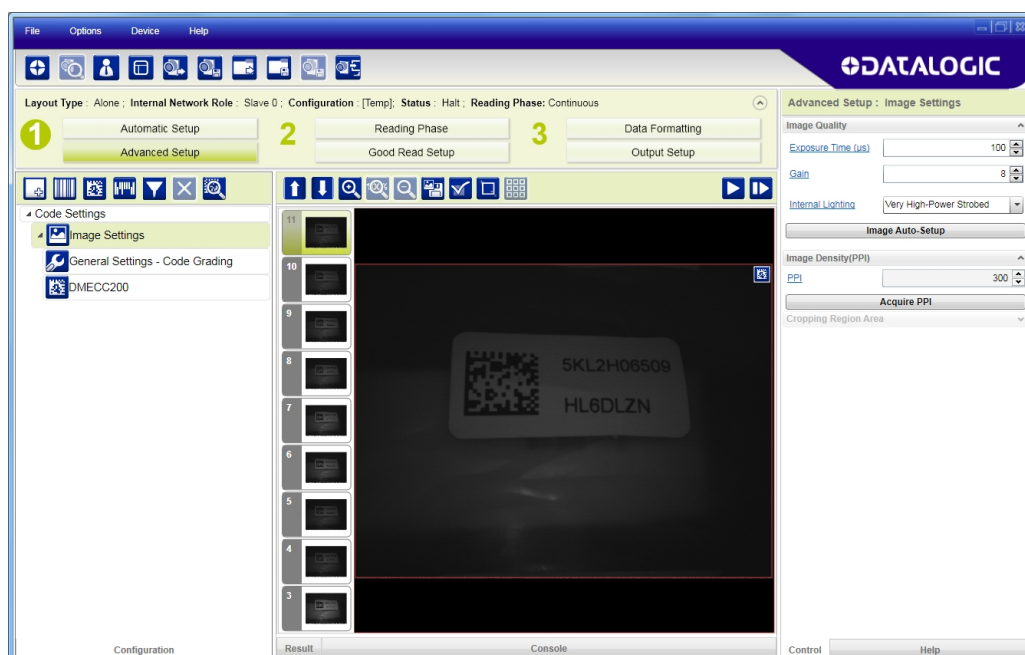 File Options Device Help
DATALOGIC
Layout Type : Alone ; Internal Network Role : Slave 0 ; Configuration : [Temp]; Status : Halt ; Reading Phase: Continuous
1 Automatic Setup 2 Reading Phase 3 Data Formatting
Advanced Setup Good Read Setup Output Setup
Code Settings
Image Settings
General Settings - Code Grading
DMECC200
Configuration
100%
11
10
9
8
7
6
5
4
3
5KL2H06509
HL6DLZN
Result Console
Advanced Setup : Image Settings
Image Quality
Exposure Time (µs) 100
Gain 8
Internal Lighting Very High-Power Strobed
Image Auto-Setup
Image Density(PPI)
PPI 300
Acquire PPI
Cropping Region Area
Control Help